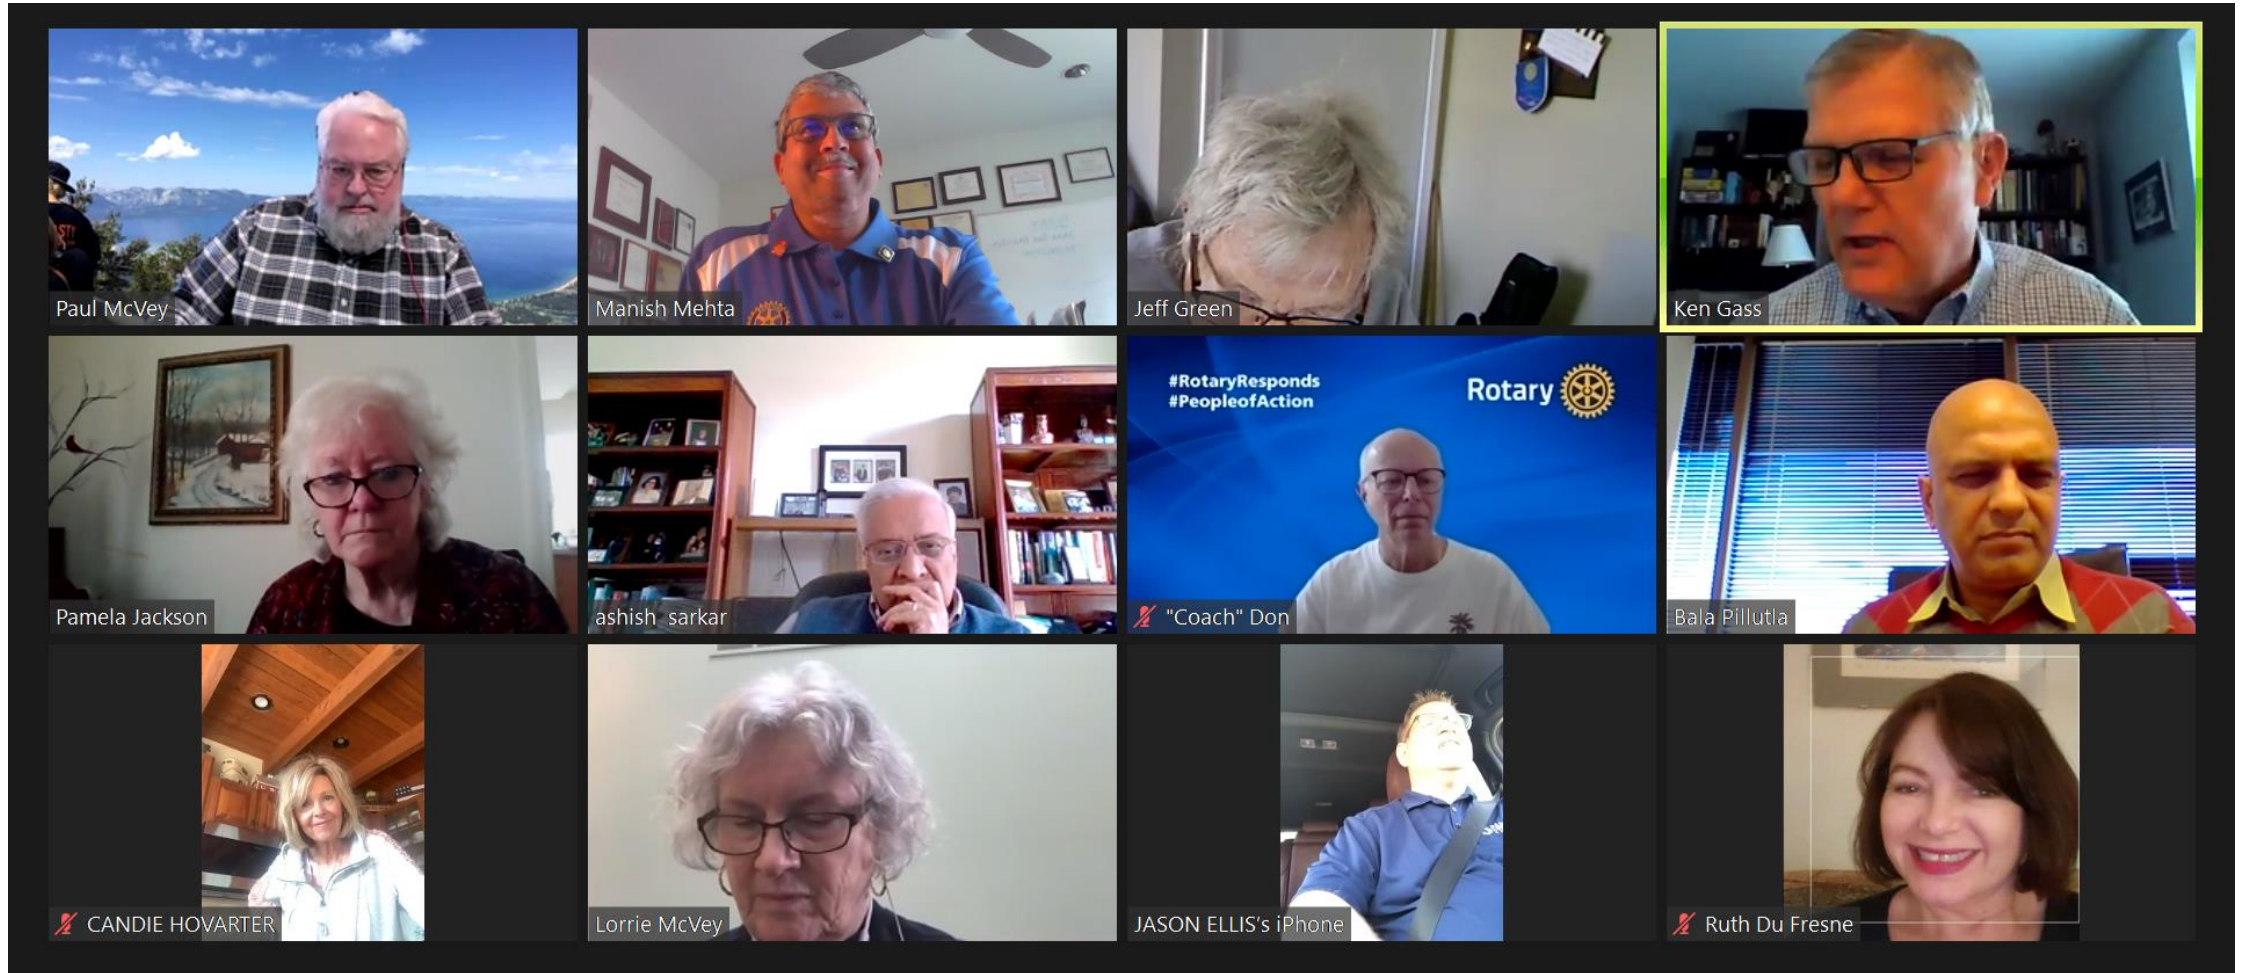 Paul McVey
Manish Mehta
Jeff Green
Ken Gass
Pamela Jackson
ashish sarkar
#RotaryResponds
#PeopleofAction
Rotary
"Coach" Don
Bala Pillutla
CANDIE HOVARTER
Lorrie McVey
JASON ELLIS's iPhone
Ruth Du Fresne